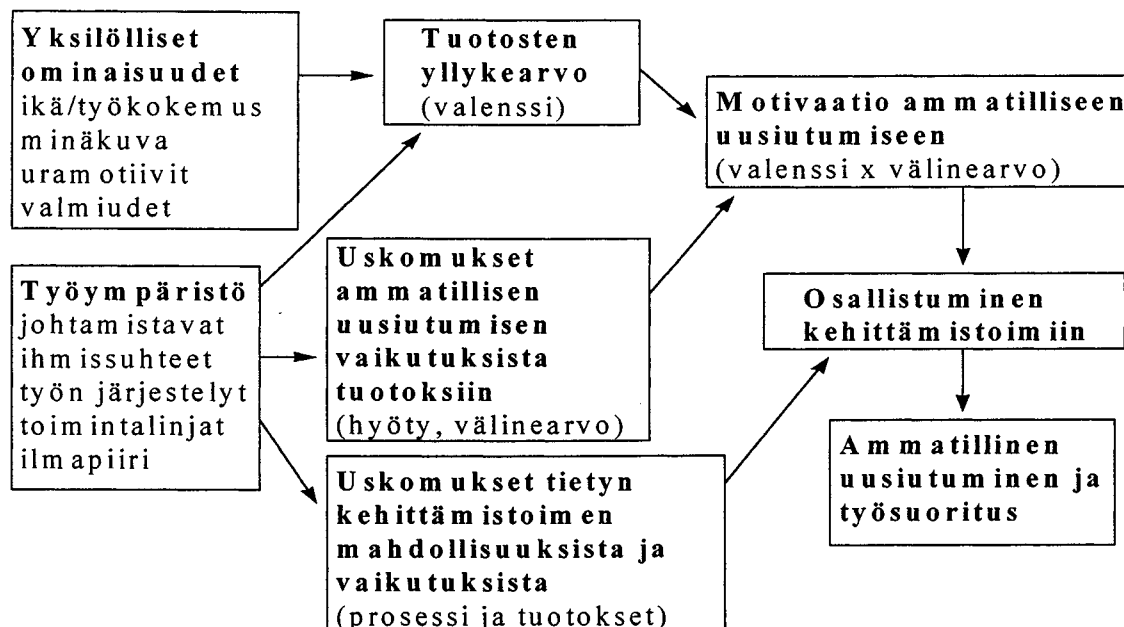 Yksilölliset
ominaisuudet
ikä/työkokemus
minäkuva
uramotiivit
valmiudet
Tuotosten
yllykearvo
(valenssi)
Motivaatio ammatilliseen
uusiutumiseen
(valenssi x välinearvo)
Työympäristö
johtamistavat
ihmissuhteet
työn järjestelyt
toimintalinjat
ilmapiiri
Uskomukset
ammatillisen
uusiutumisen
vaikutuksista
tuotoksiin
(hyöty, välinearvo)
Osallistuminen
kehittämistoimiin
Uskomukset tietyn
kehittämistoimen
mahdollisuuksista ja
vaikutuksista
(prosessi ja tuotokset)
Ammatillinen
uusiutuminen ja
työsuoritus